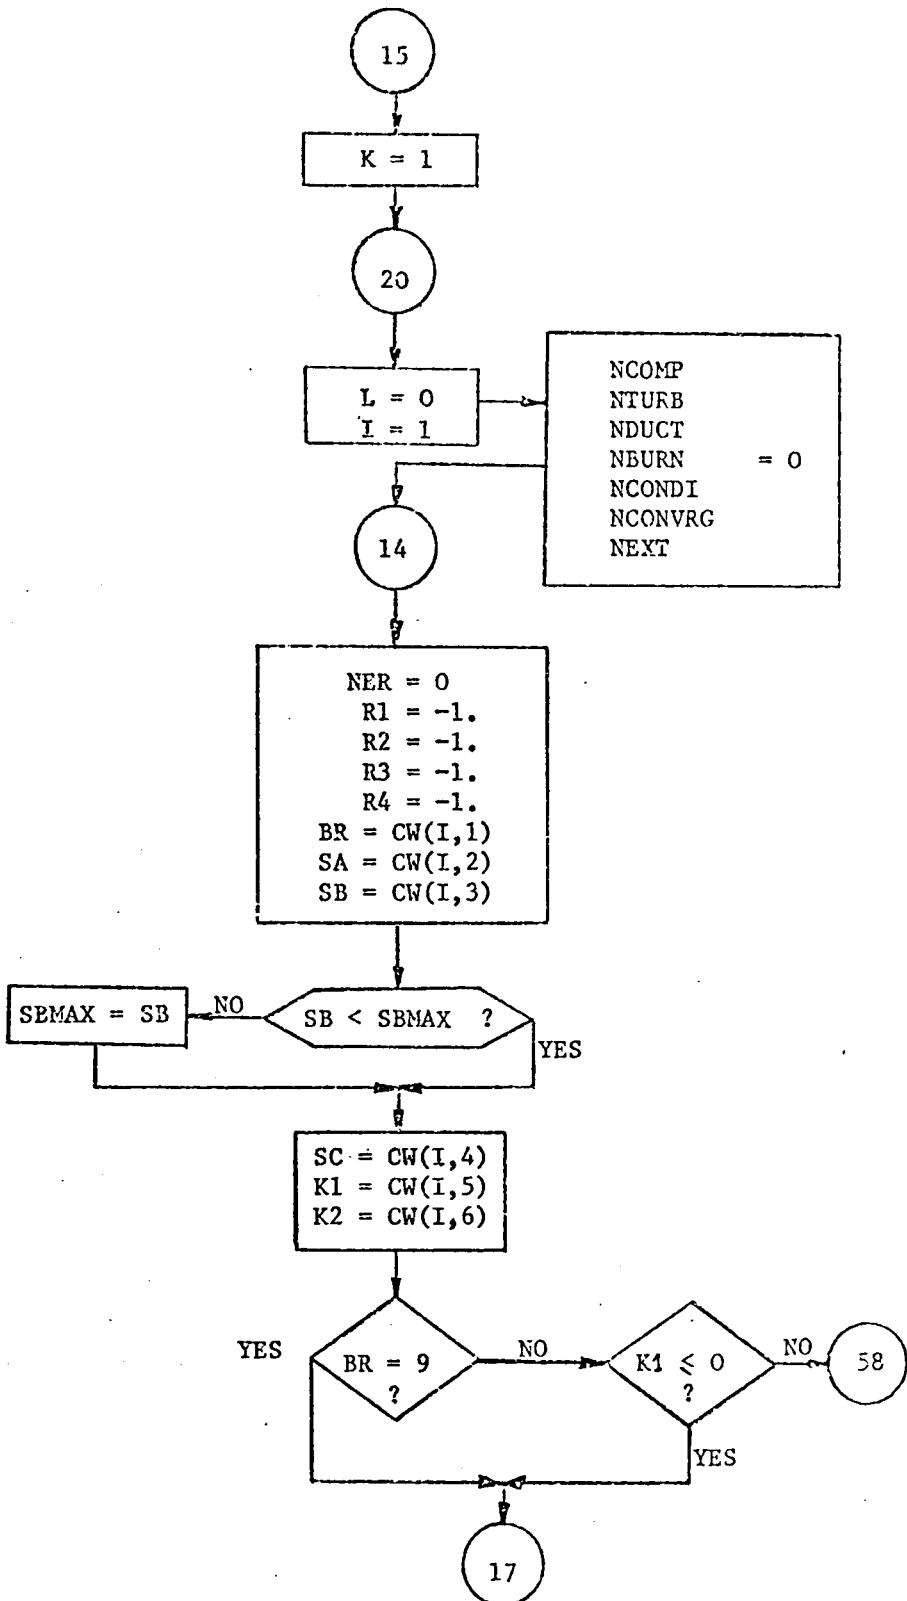 15
K = 1
20
L = 0
I = 1
NCOMP
NTURB
NDUCT
NBURN = 0
NCONDI
NCONVRG
NEXT
14
NER = 0
R1 = -1.
R2 = -1.
R3 = -1.
R4 = -1.
BR = CW(I,1)
SA = CW(I,2)
SB = CW(I,3)
SBMAX = SB
NO
SB < SBMAX ?
YES
SC = CW(I,4)
K1 = CW(I,5)
K2 = CW(I,6)
YES
BR = 9
?
NO
K1 ≤ 0
?
NO
58
YES
17